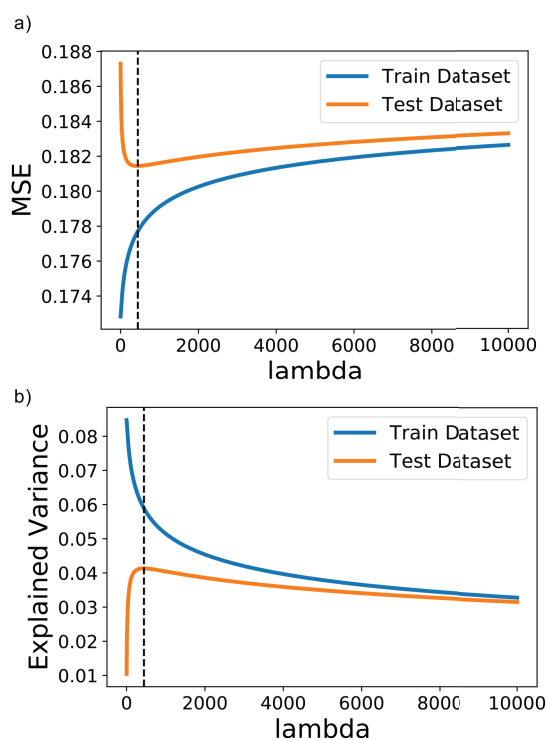 a)
0.188
0.186
0.184
0.182
0.180
0.178
0.176
0.174
MSE
Train Dataset
Test Dataset
0 2000 4000 6000 8000 10000
lambda
b)
0.08
0.07
0.06
0.05
0.04
0.03
0.02
0.01
Explained Variance
Train Dataset
Test Dataset
0 2000 4000 6000 8000 10000
lambda